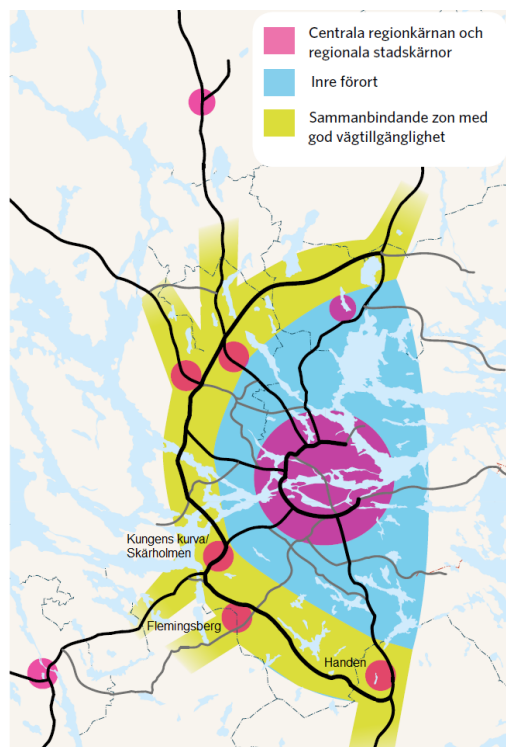 Centrala regionkärnan och
regionala stadskärnor
Inre förort
Sammanbindande zon med
god vägtillgänglighet
Kungens kurva/
Skärholmen
Flemingsberg
Handen